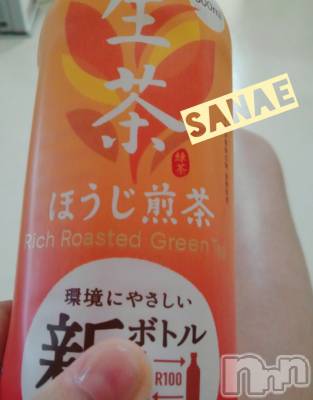 生茶
SANAE
緑茶
ほうじ煎茶
Rich Roasted Green
環境にやさしい
新ボトル
R100